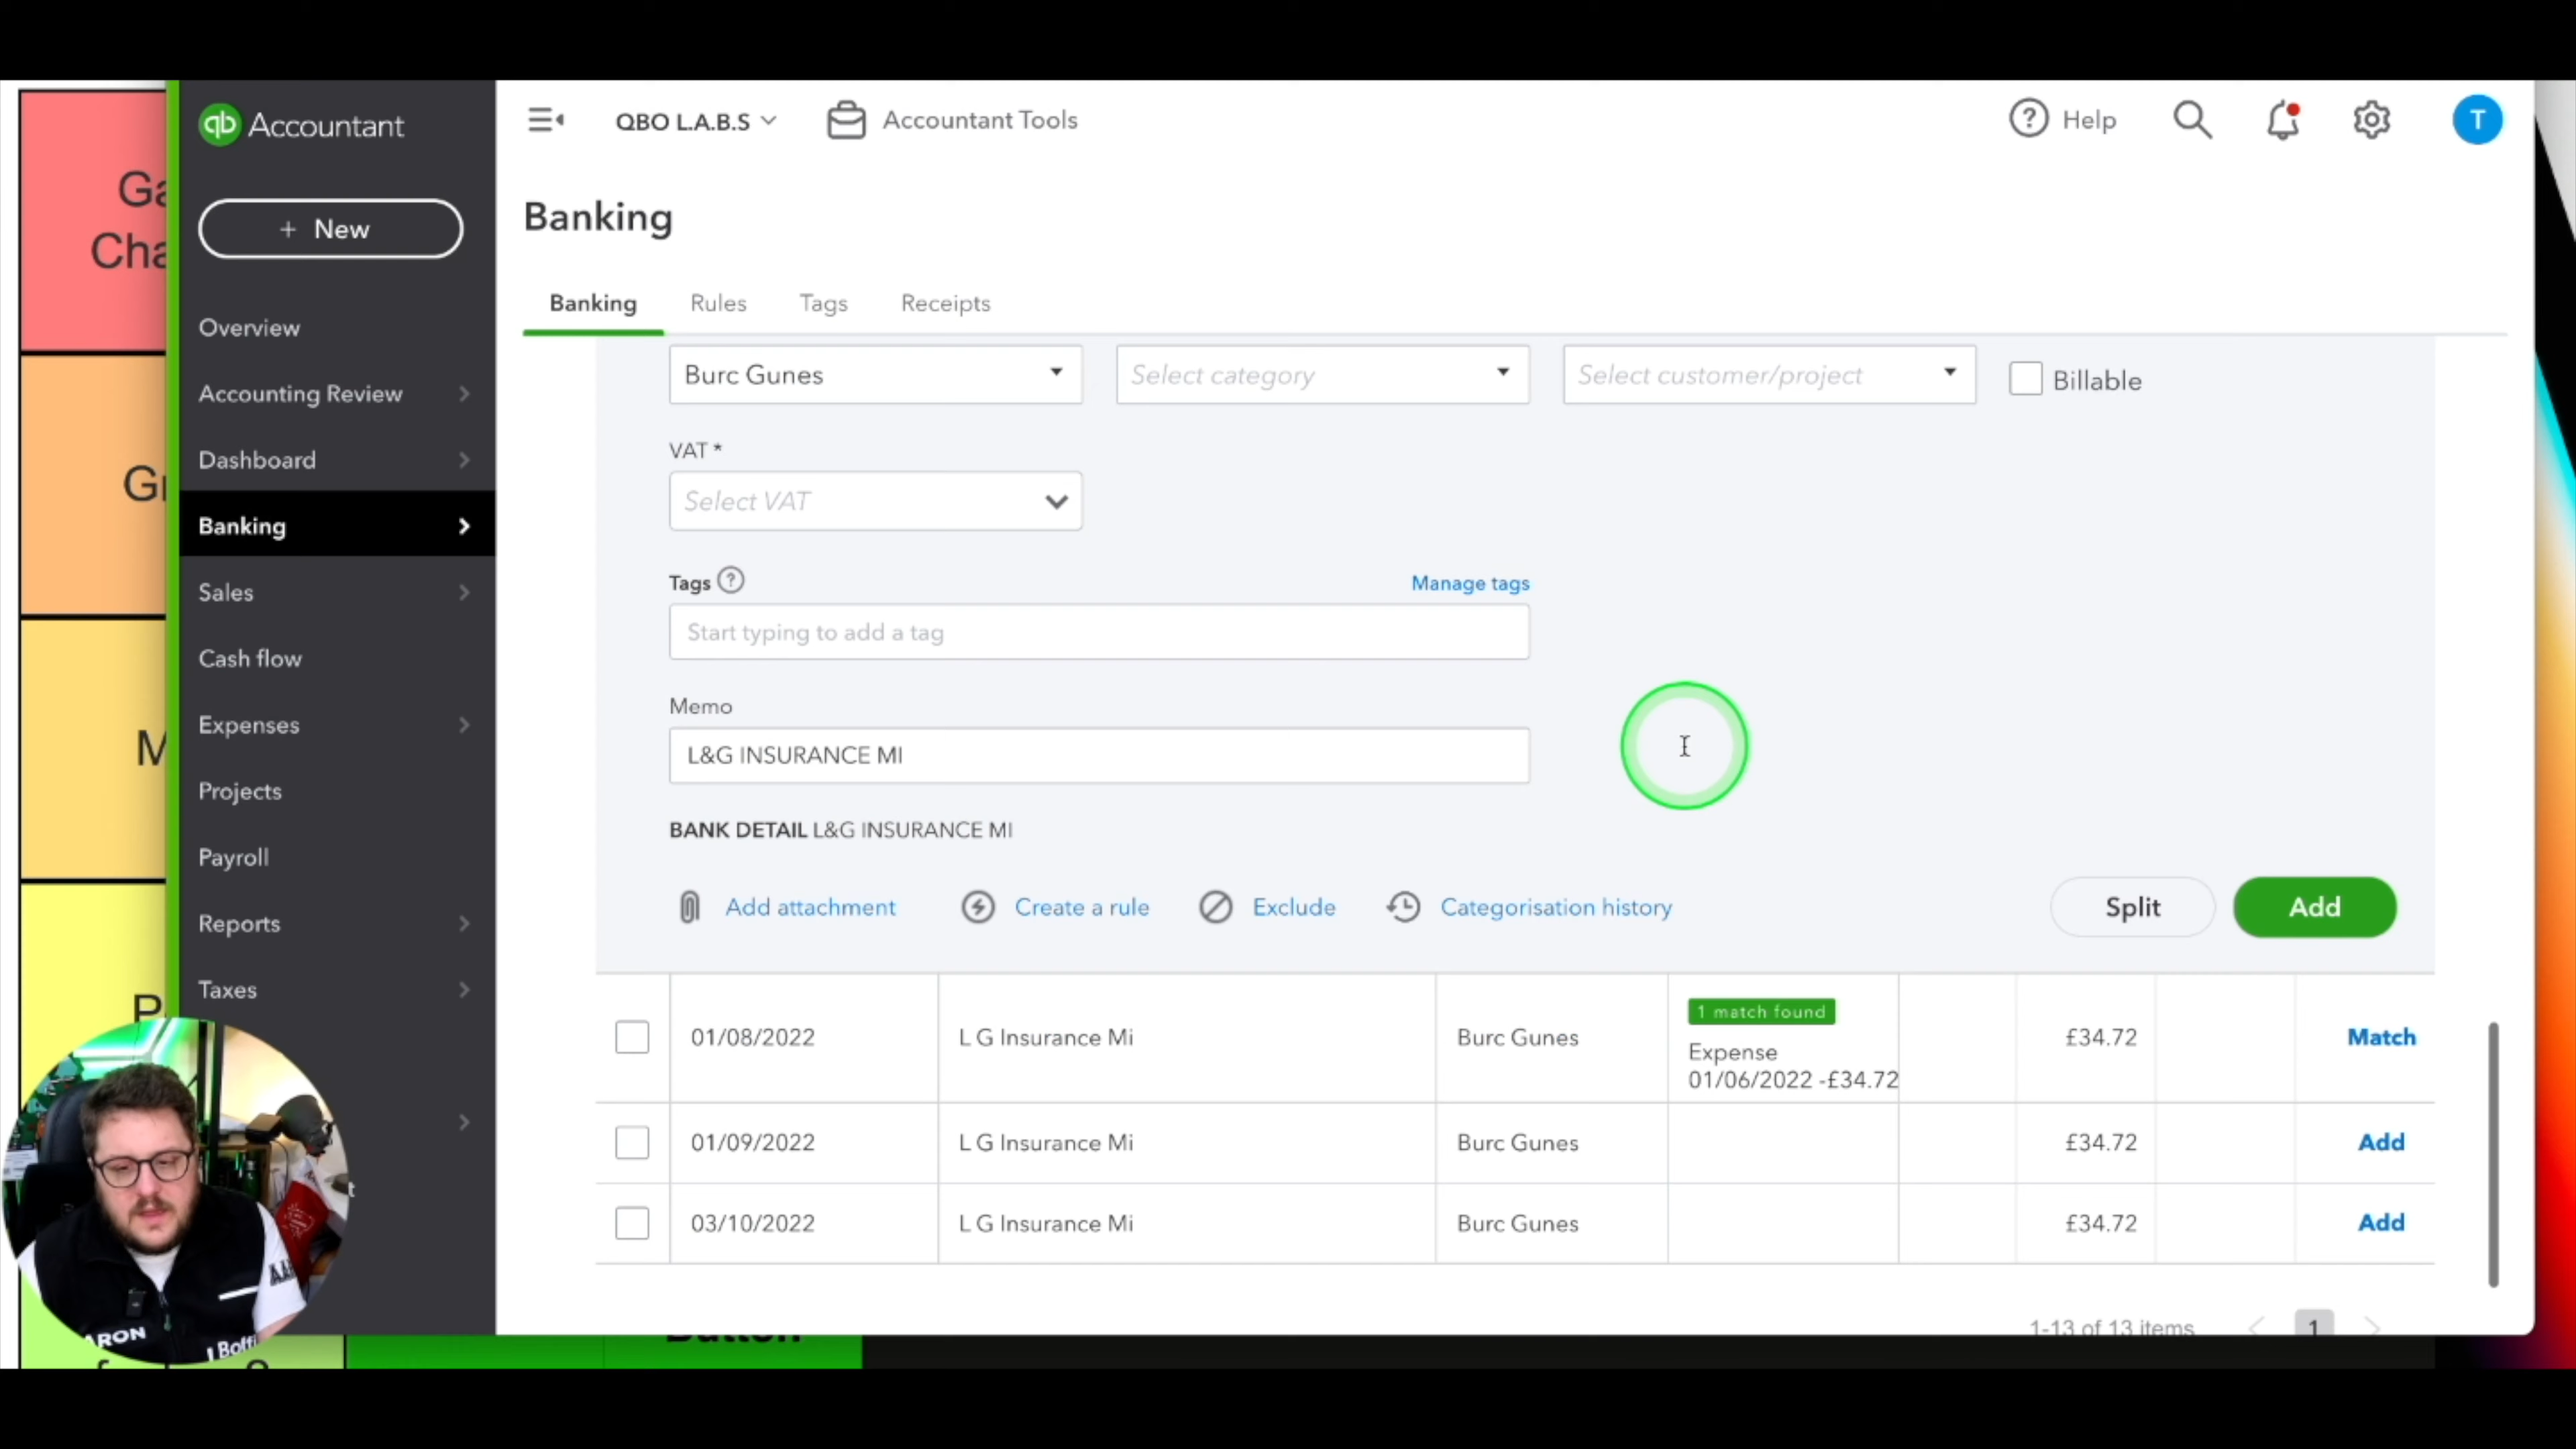 Ga
Cha
Gr
M
P
qb Accountant
+ New
Overview
Accounting Review
Dashboard
Banking
Sales
Cash flow
Expenses
Projects
Payroll
Reports
Taxes
t
QBO L.A.B.S
Accountant Tools
Help
T
Banking
Banking Rules Tags Receipts
Burc Gunes
Select category
Select customer/project
Billable
VAT *
Select VAT
Tags ?
Manage tags
Start typing to add a tag
Memo
L&G INSURANCE MI
BANK DETAIL L&G INSURANCE MI
Add attachment Create a rule Exclude Categorisation history Split Add
01/08/2022 L G Insurance Mi Burc Gunes 1 match found £34.72 Match
Expense
01/06/2022 -£34.72
01/09/2022 L G Insurance Mi Burc Gunes £34.72 Add
03/10/2022 L G Insurance Mi Burc Gunes £34.72 Add
1-13 of 13 items 1
Button